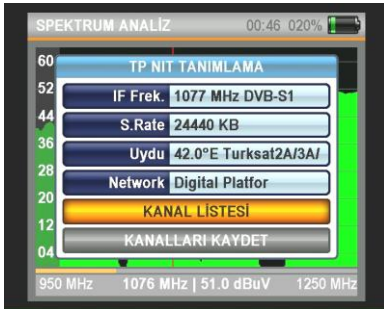 SPEKTRUM ANALİZ 00:46 020%
60
TP NIT TANIMLAMA
52
IF Frek. 1077 MHz DVB-S1
44
S.Rate 24440 KB
36
Uydu 42.0°E Turksat2A/3A/
28
Network Digital Platfor
20
KANAL LİSTESİ
12
KANALLARI KAYDET
04
950 MHz 1076 MHz | 51.0 dBuV 1250 MHz